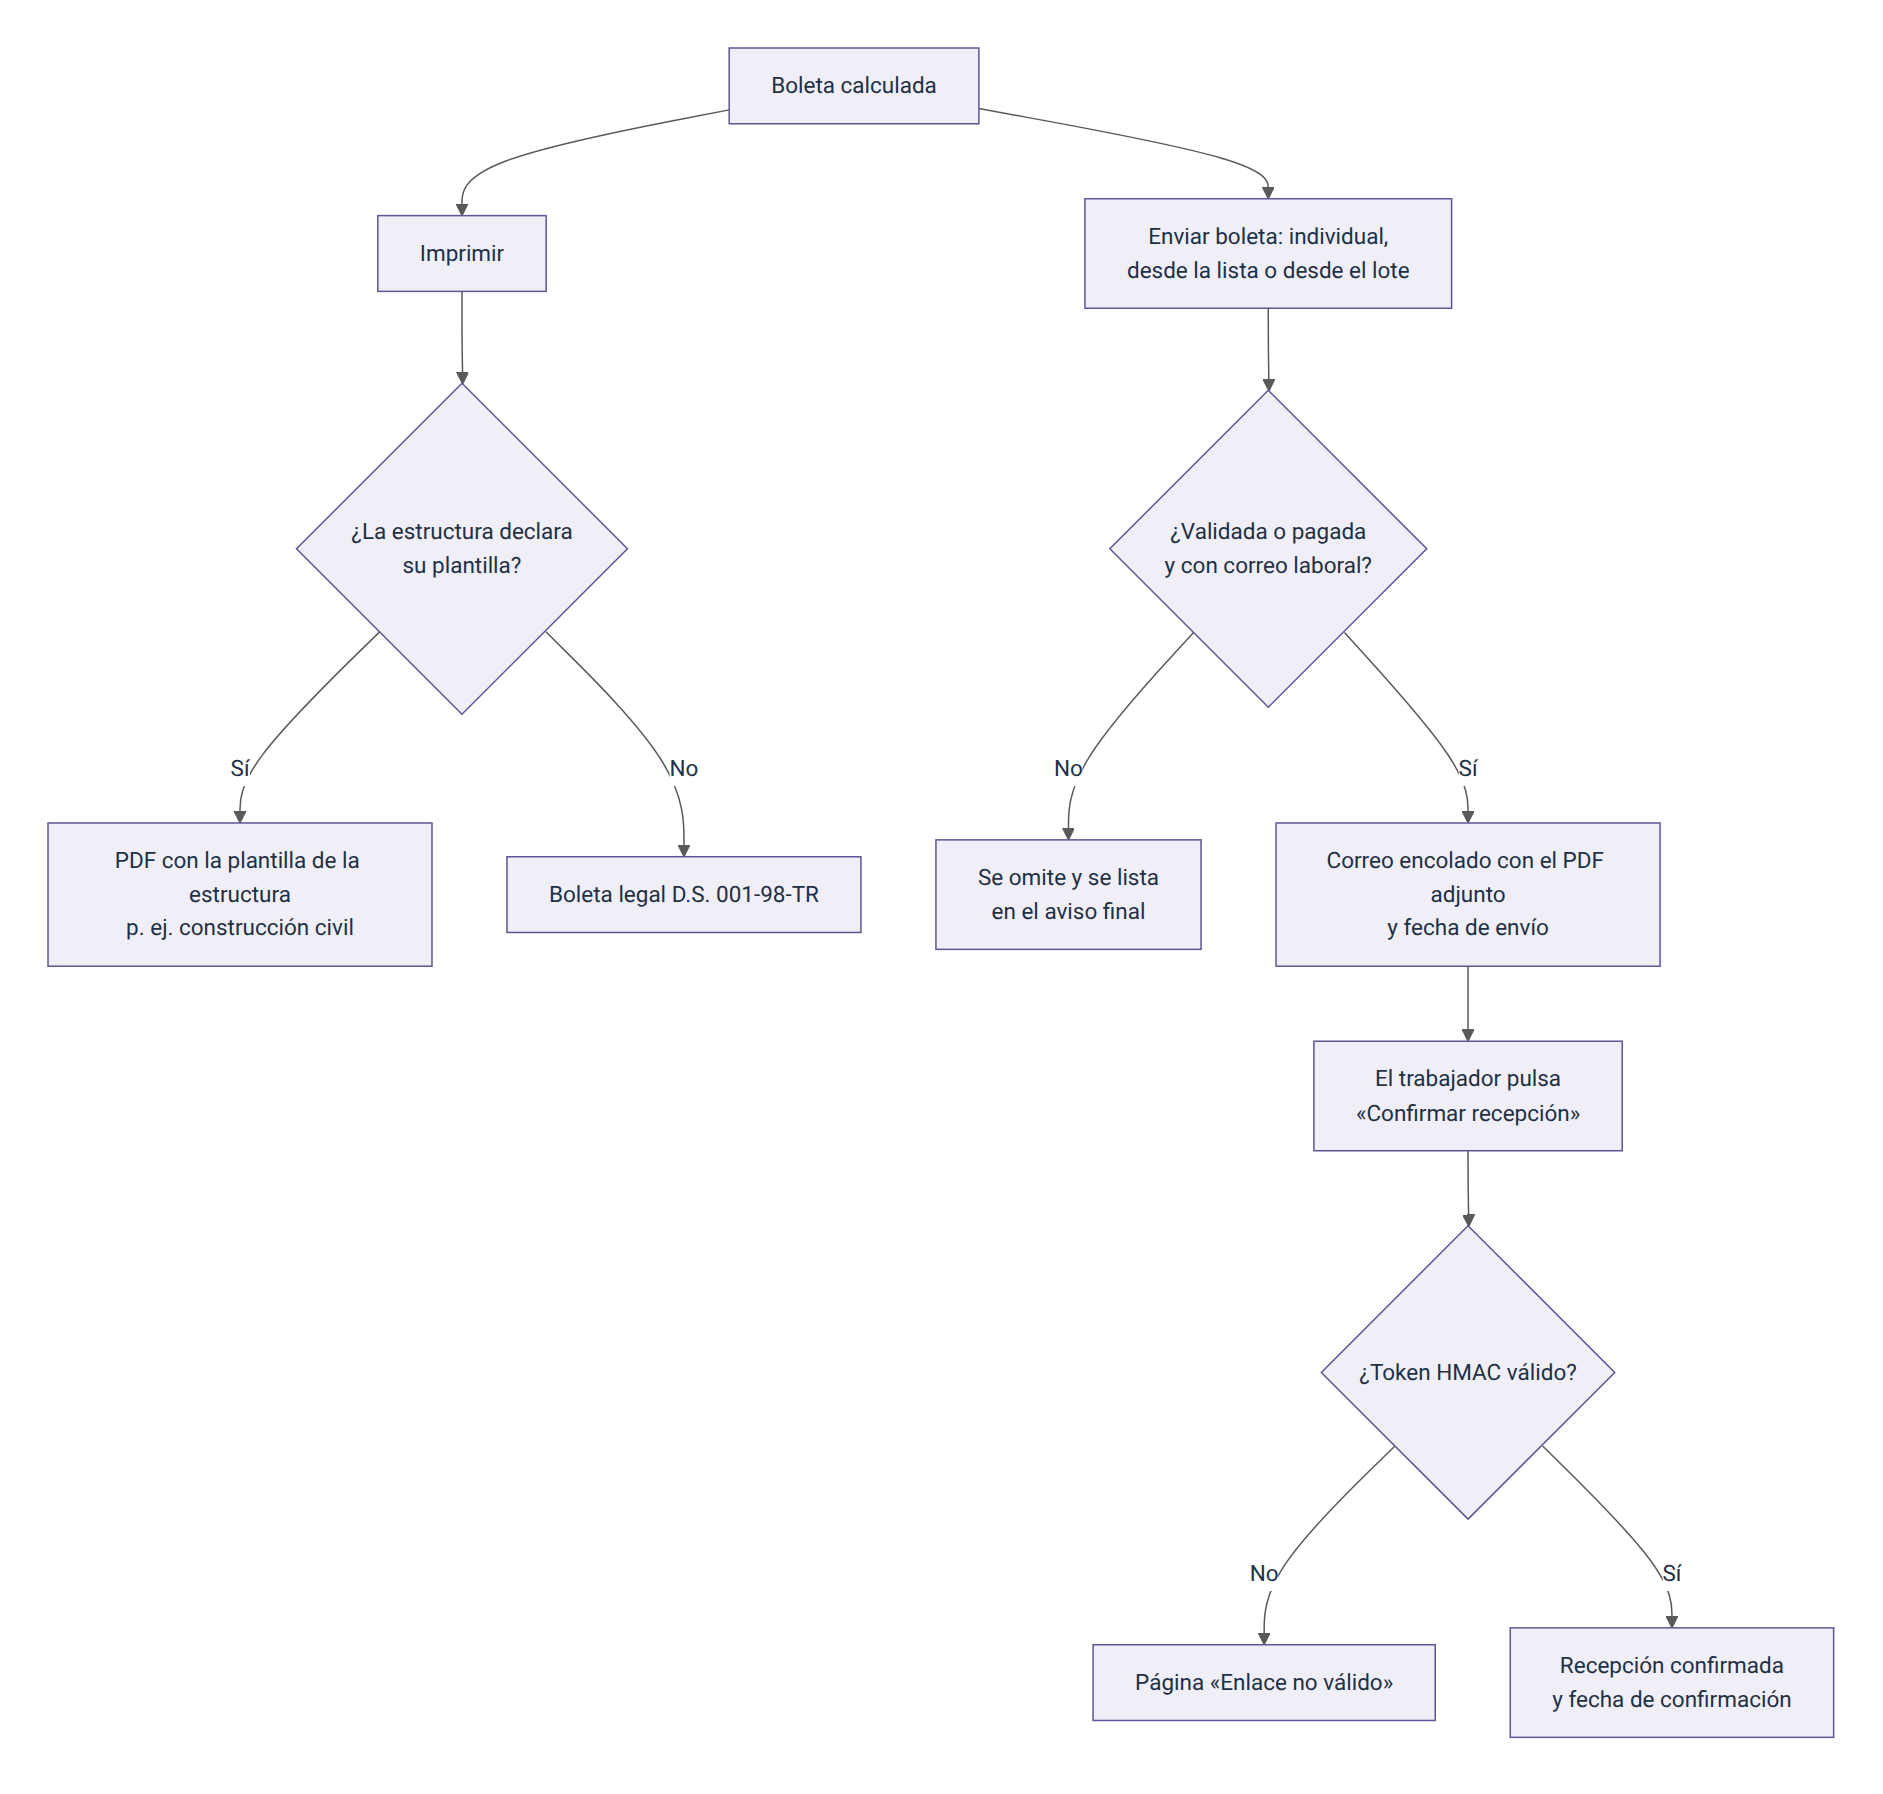 Boleta calculada
Imprimir
Enviar boleta: individual,
desde la lista o desde el lote
¿La estructura declara
su plantilla?
¿Validada o pagada
y con correo laboral?
Sí
No
No
Sí
PDF con la plantilla de la
estructura
p. ej. construcción civil
Boleta legal D.S. 001-98-TR
Se omite y se lista
en el aviso final
Correo encolado con el PDF
adjunto
y fecha de envío
El trabajador pulsa
«Confirmar recepción»
¿Token HMAC válido?
No
Sí
Página «Enlace no válido»
Recepción confirmada
y fecha de confirmación